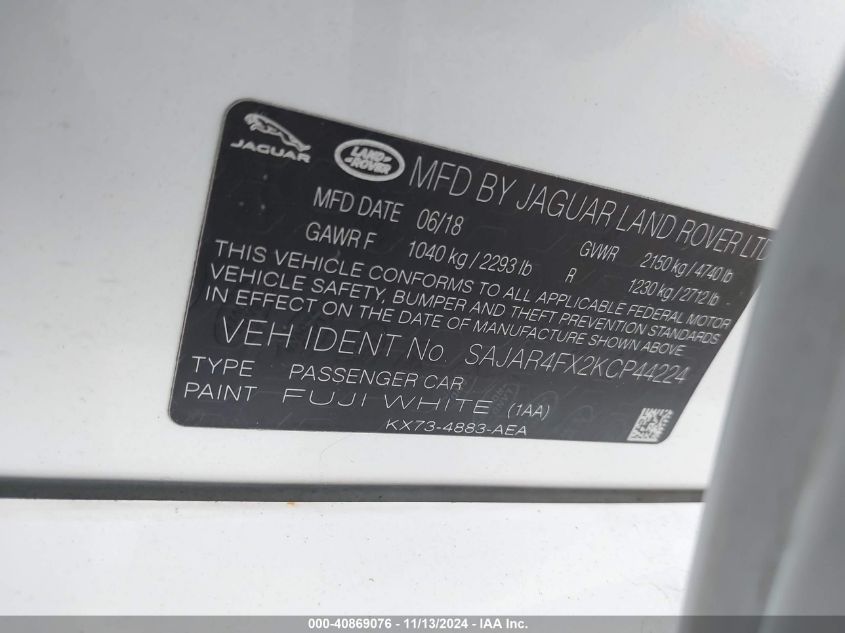 JAGUAR
LAND ROVER
MFD BY JAGUAR LAND ROVER LTD
MFD DATE 06/18 GVWR 2150 kg / 4740 lb
GAWR F 1040 kg / 2293 lb R 1230 kg / 2712 lb
THIS VEHICLE CONFORMS TO ALL APPLICABLE FEDERAL MOTOR
VEHICLE SAFETY, BUMPER AND THEFT PREVENTION STANDARDS
IN EFFECT ON THE DATE OF MANUFACTURE SHOWN ABOVE
VEH IDENT No. SAJAR4FX2KCP44224
TYPE PASSENGER CAR
PAINT FUJI WHITE (1AA)
KX73-4883-AEA
000-40869076 - 11/13/2024 - IAA Inc.